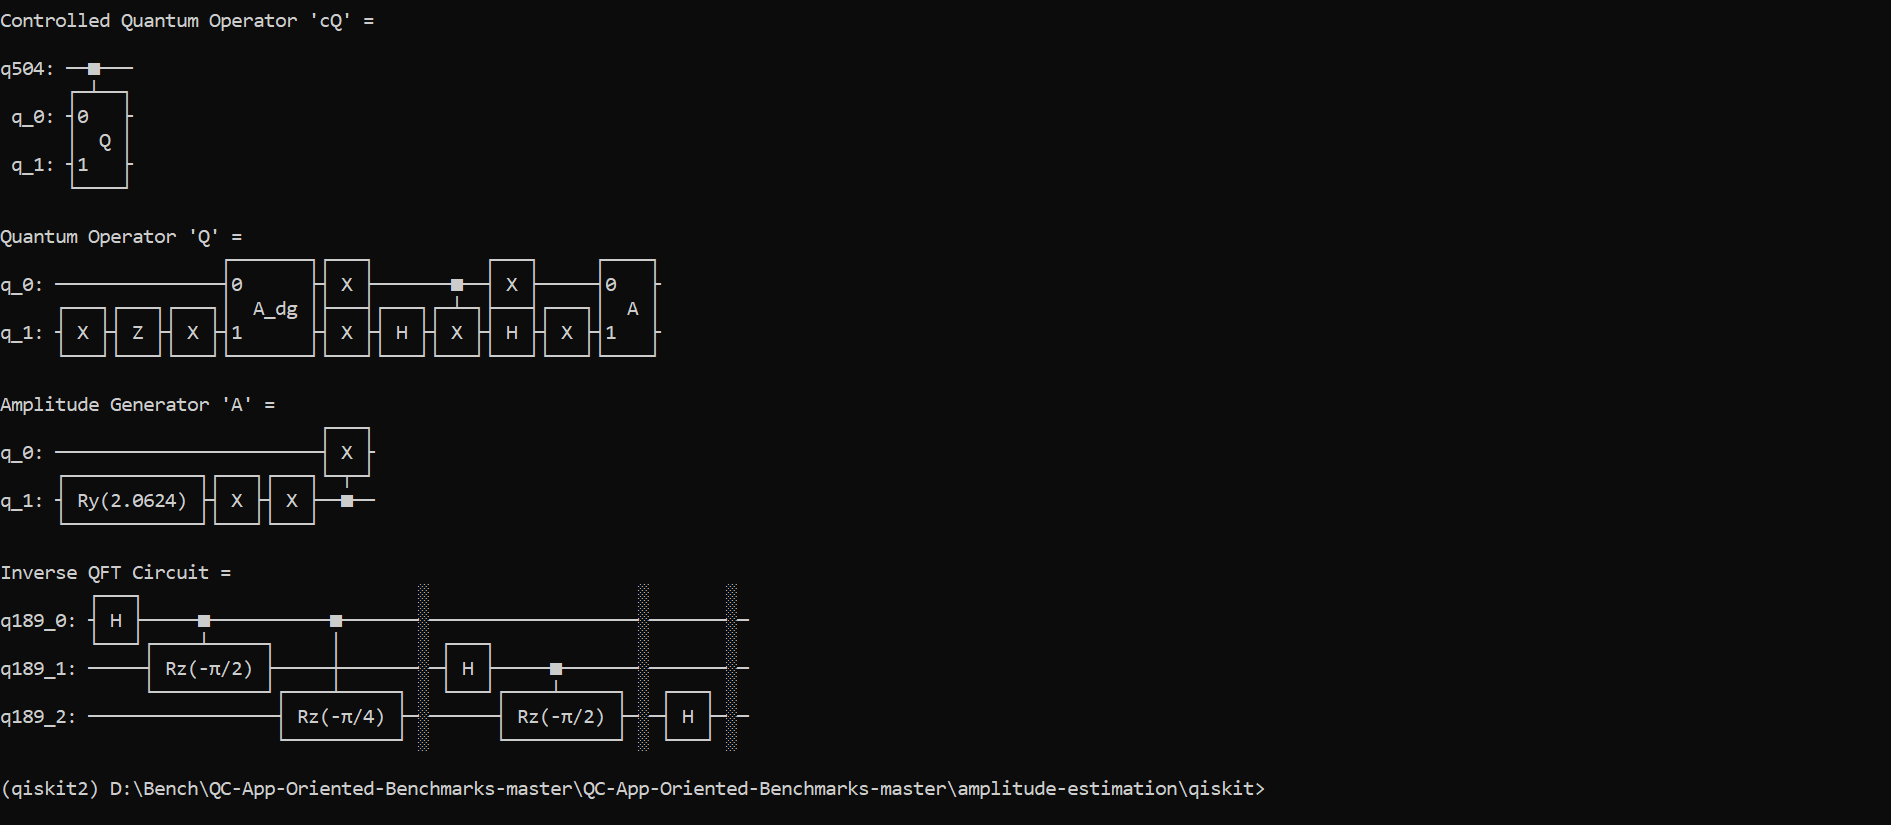 Controlled Quantum Operator 'cQ' =
q504:
q_0: 0
Q
q_1: 1
Quantum Operator 'Q' =
q_0: 0 X X 0
A_dg A
q_1: X Z X 1 X H X H X 1
Amplitude Generator 'A' =
q_0: X
q_1: Ry(2.0624) X X
Inverse QFT Circuit =
q189_0: H
q189_1: Rz(-π/2) H
q189_2: Rz(-π/4) Rz(-π/2) H
(qiskit2) D:\Bench\QC-App-Oriented-Benchmarks-master\QC-App-Oriented-Benchmarks-master\amplitude-estimation\qiskit>